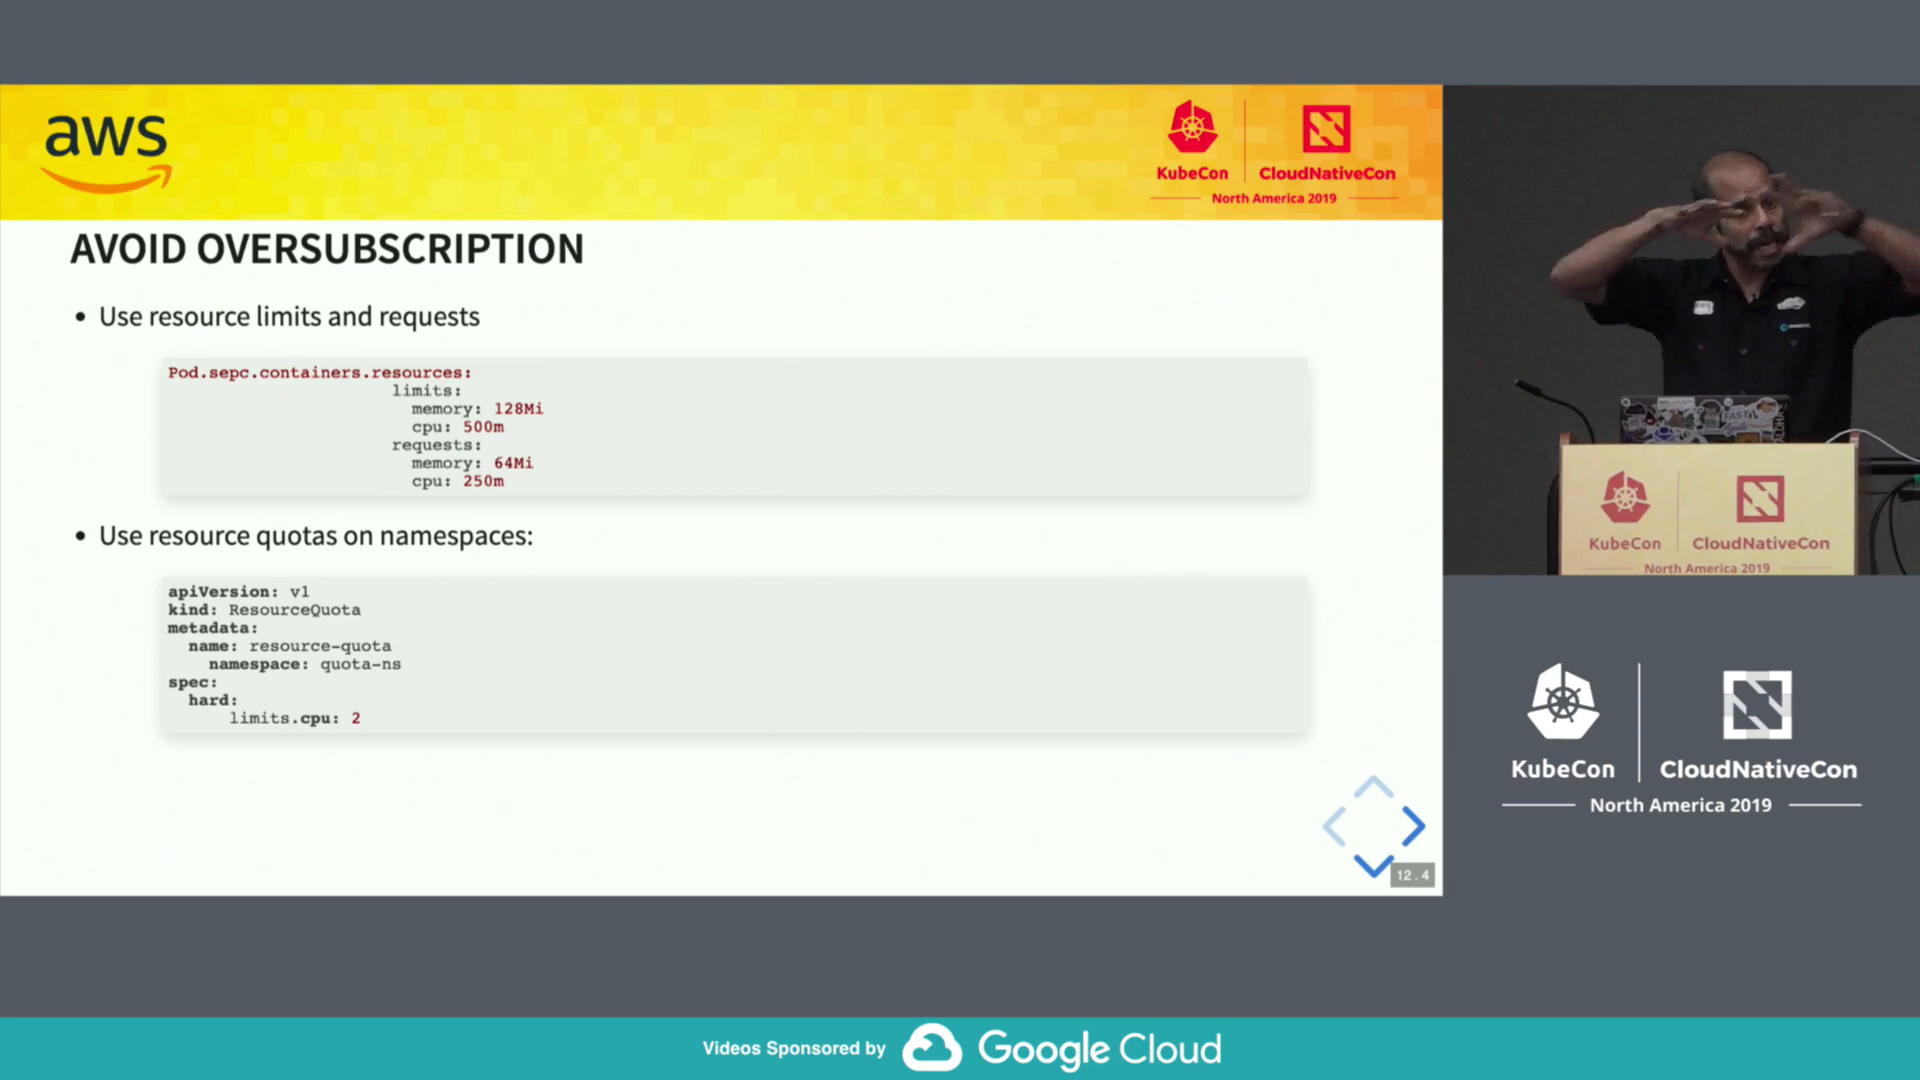 aws
KubeCon
CloudNativeCon
North America 2019
AVOID OVERSUBSCRIPTION
• Use resource limits and requests
Pod.sepc.containers.resources:
limits:
memory: 128Mi
cpu: 500m
requests:
memory: 64Mi
cpu: 250m
• Use resource quotas on namespaces:
apiVersion: v1
kind: ResourceQuota
metadata:
name: resource-quota
namespace: quota-ns
spec:
hard:
limits.cpu: 2
12.4
FAST
KubeCon
CloudNativeCon
North America 2019
KubeCon
CloudNativeCon
North America 2019
Videos Sponsored by
Google Cloud